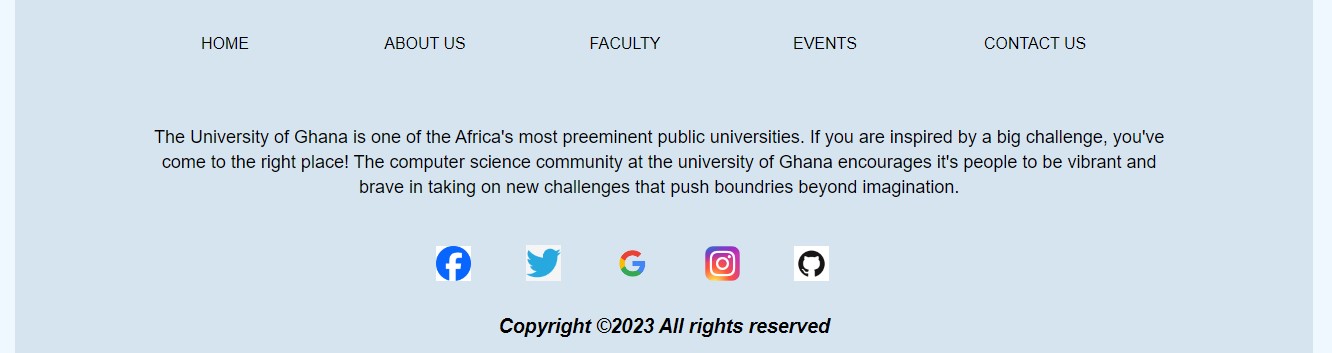 HOME ABOUT US FACULTY EVENTS CONTACT US
The University of Ghana is one of the Africa's most preeminent public universities. If you are inspired by a big challenge, you've
come to the right place! The computer science community at the university of Ghana encourages it's people to be vibrant and
brave in taking on new challenges that push boundries beyond imagination.
Copyright ©2023 All rights reserved